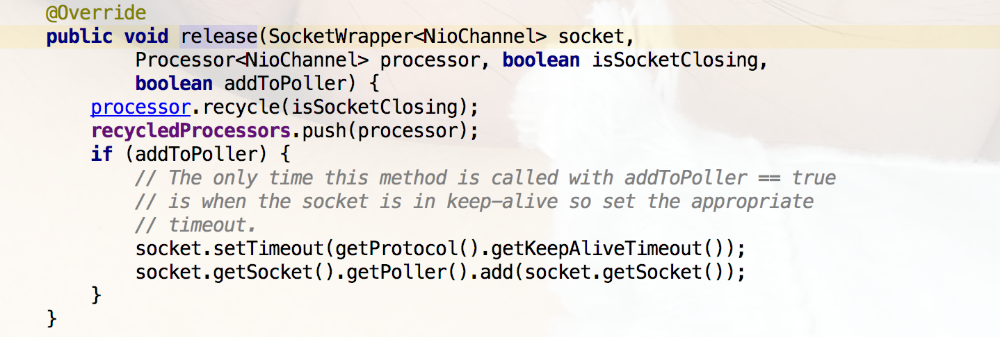 @Override
public void release(SocketWrapper<NioChannel> socket,
        Processor<NioChannel> processor, boolean isSocketClosing,
        boolean addToPoller) {
    processor.recycle(isSocketClosing);
    recycledProcessors.push(processor);
    if (addToPoller) {
        // The only time this method is called with addToPoller == true
        // is when the socket is in keep-alive so set the appropriate
        // timeout.
        socket.setTimeout(getProtocol().getKeepAliveTimeout());
        socket.getSocket().getPoller().add(socket.getSocket());
    }
}